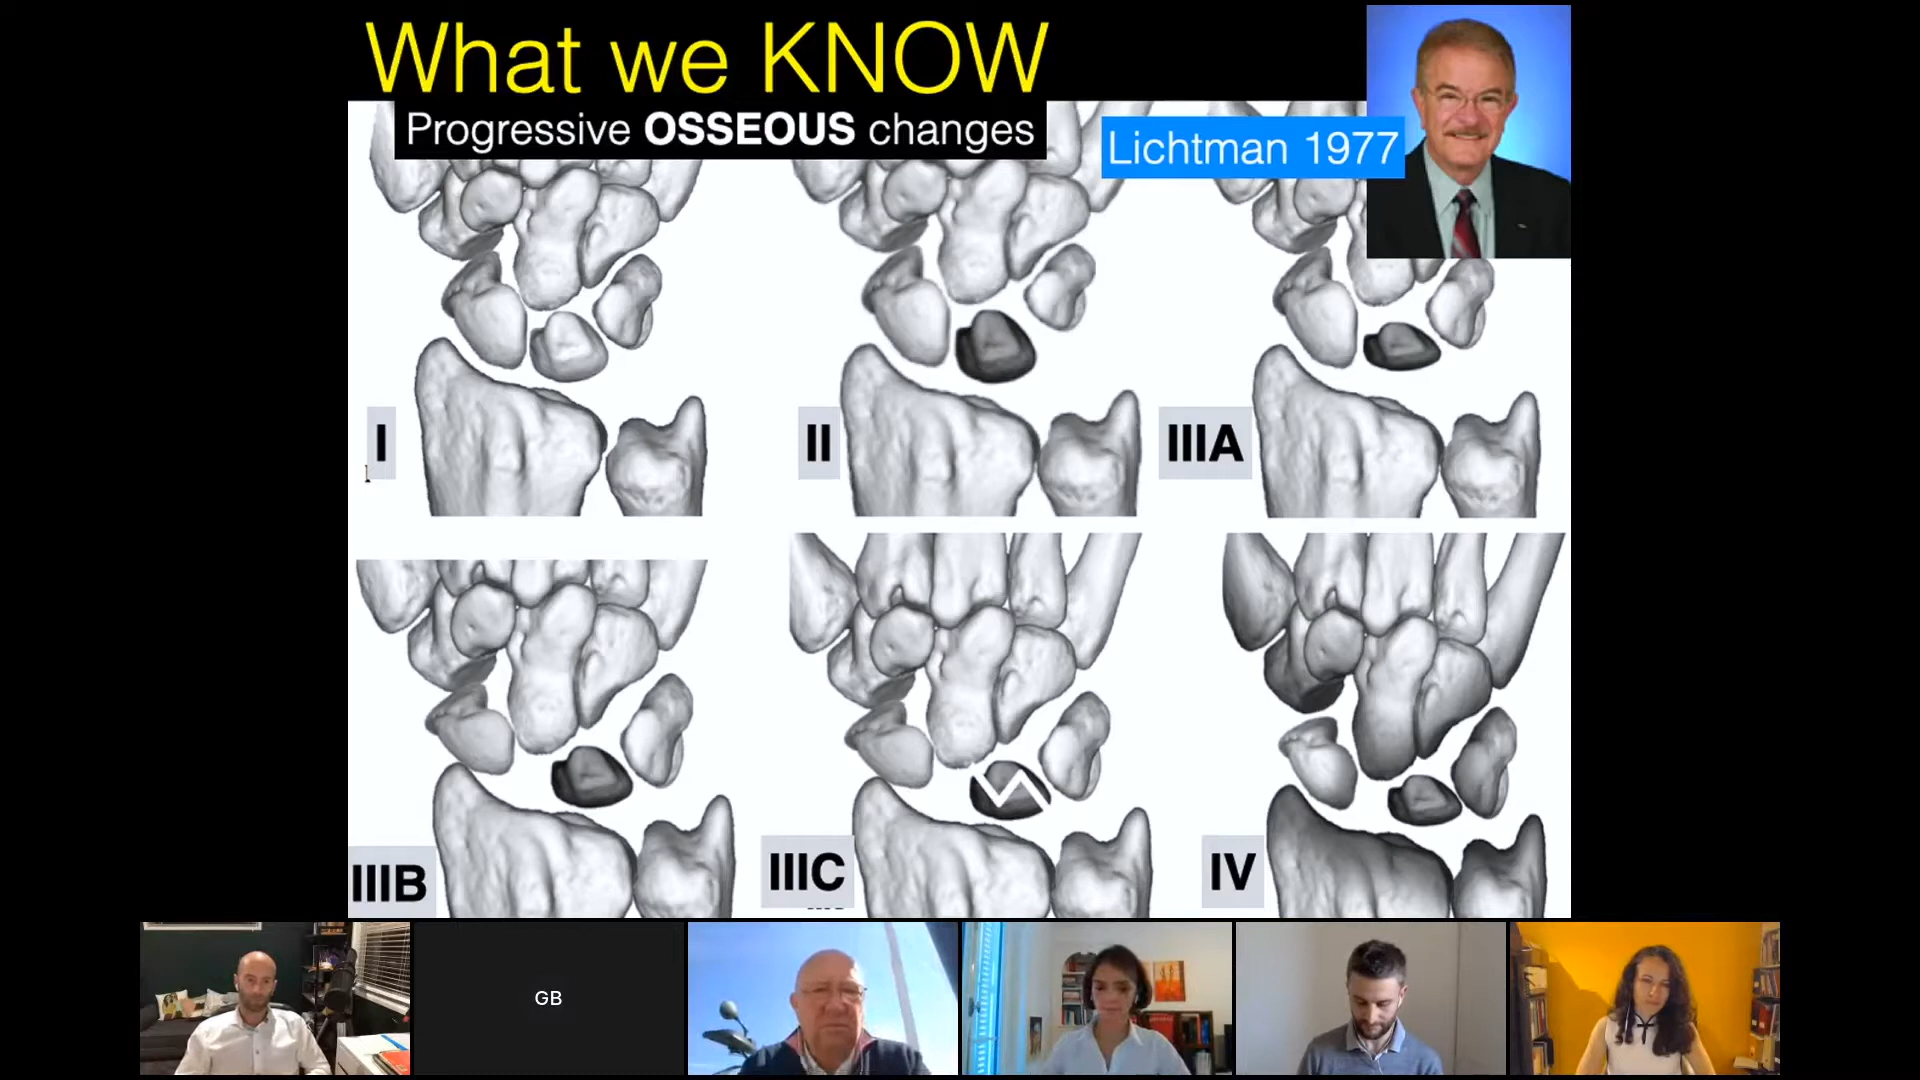 What we KNOW
Progressive OSSEOUS changes
Lichtman 1977
I
II
IIIA
IIIB
IIIC
IV
GB